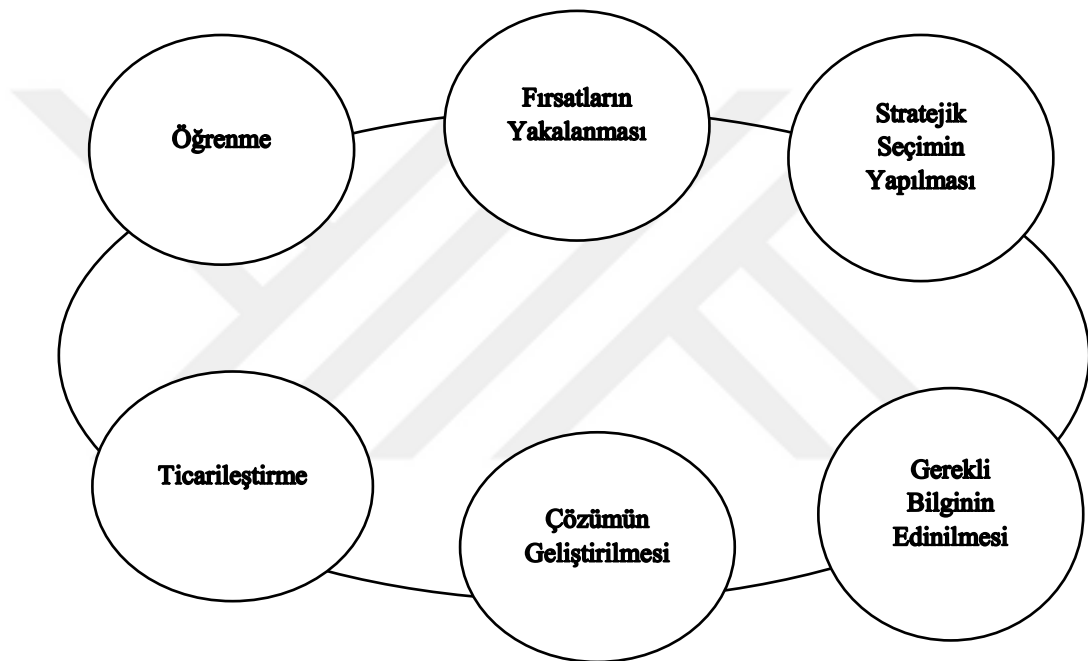 Öğrenme
Fırsatların
Yakalanması
Stratejik
Seçimin
Yapılması
Gerekli
Bilginin
Edinilmesi
Çözümün
Geliştirilmesi
Ticarileştirme